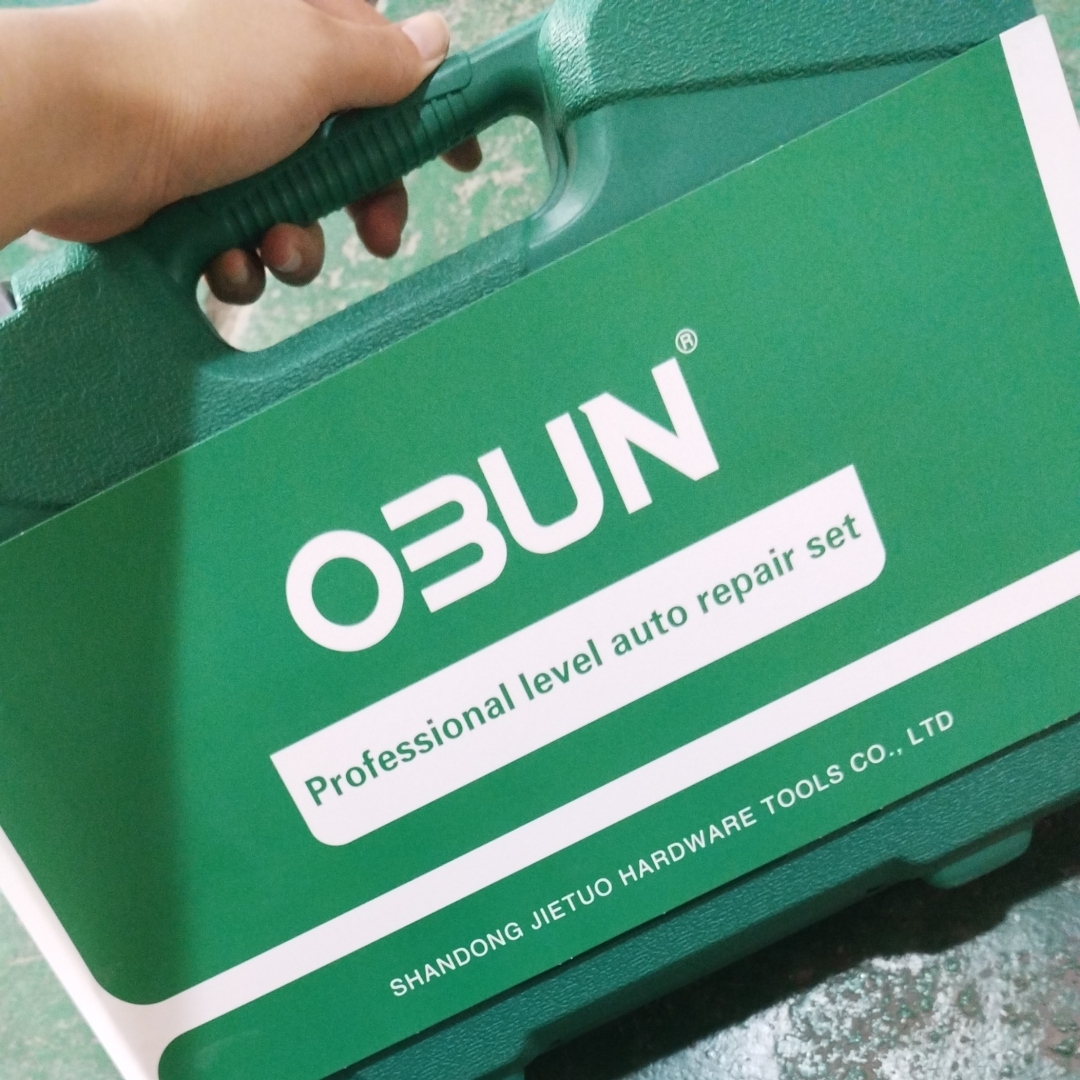 OBUN®
Professional level auto repair set
SHANDONG JIETUO HARDWARE TOOLS CO., LTD